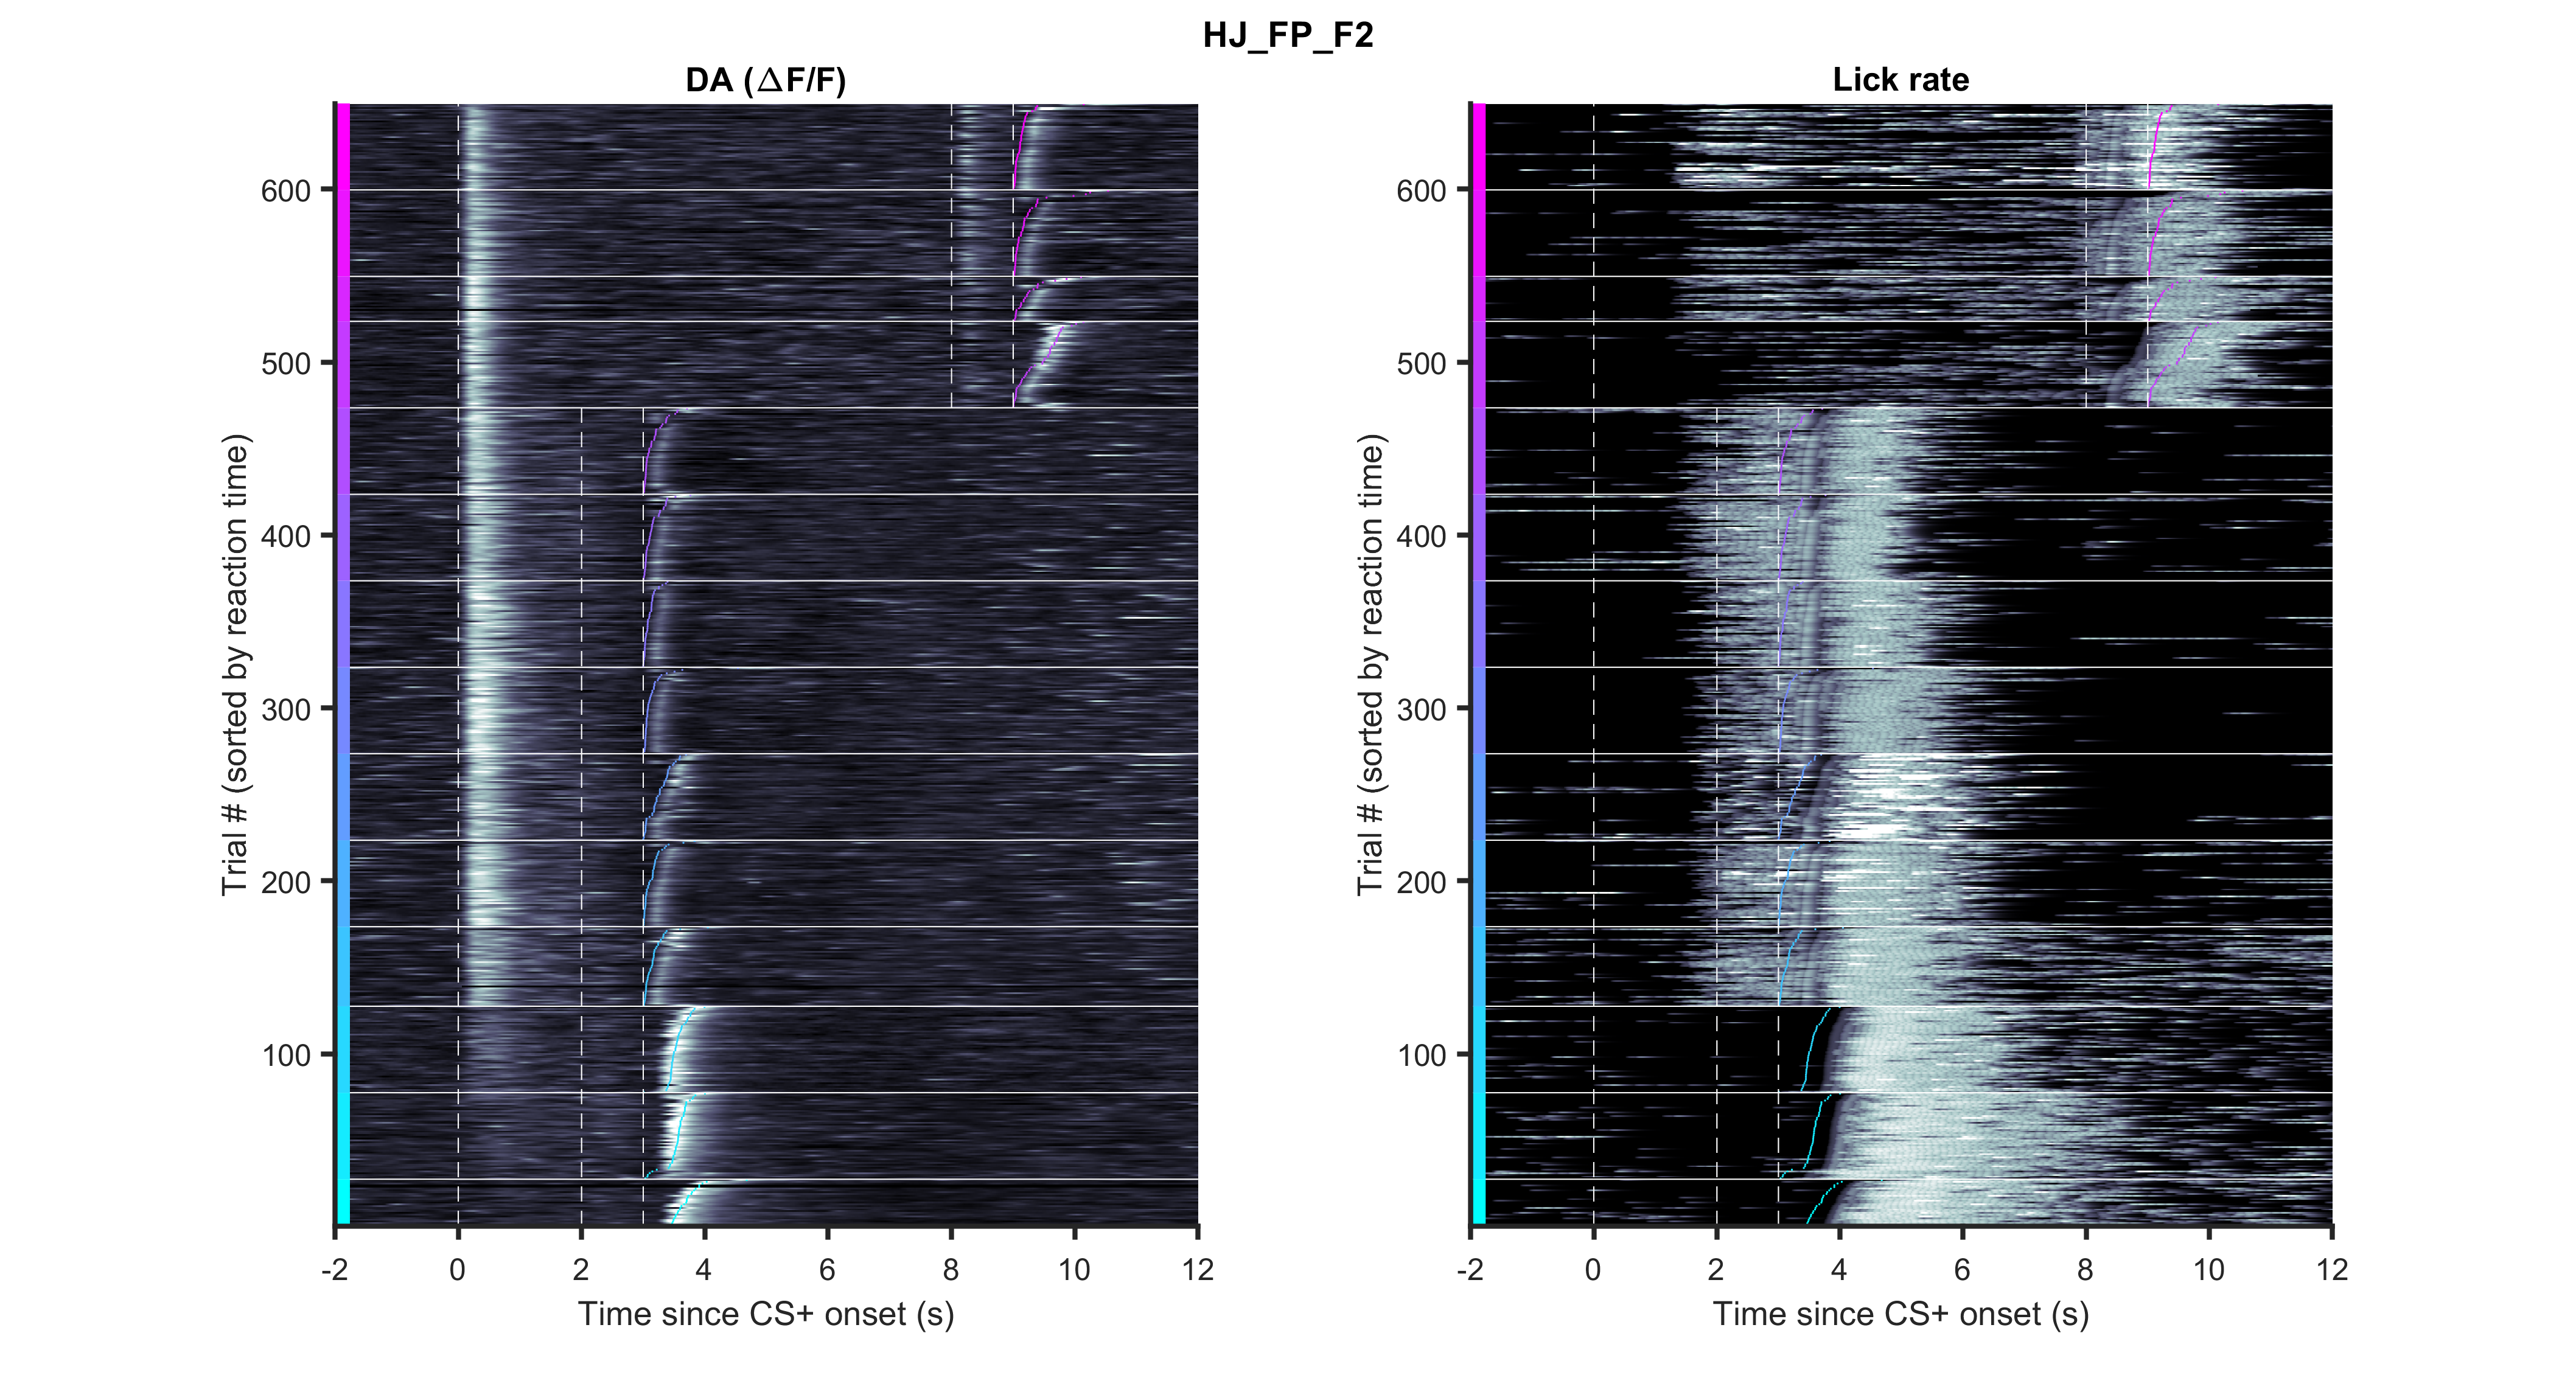 HJ_FP_F2
DA (ΔF/F)
Trial # (sorted by reaction time)
600
500
400
300
200
100
-2 0 2 4 6 8 10 12
Time since CS+ onset (s)
Lick rate
Trial # (sorted by reaction time)
600
500
400
300
200
100
-2 0 2 4 6 8 10 12
Time since CS+ onset (s)